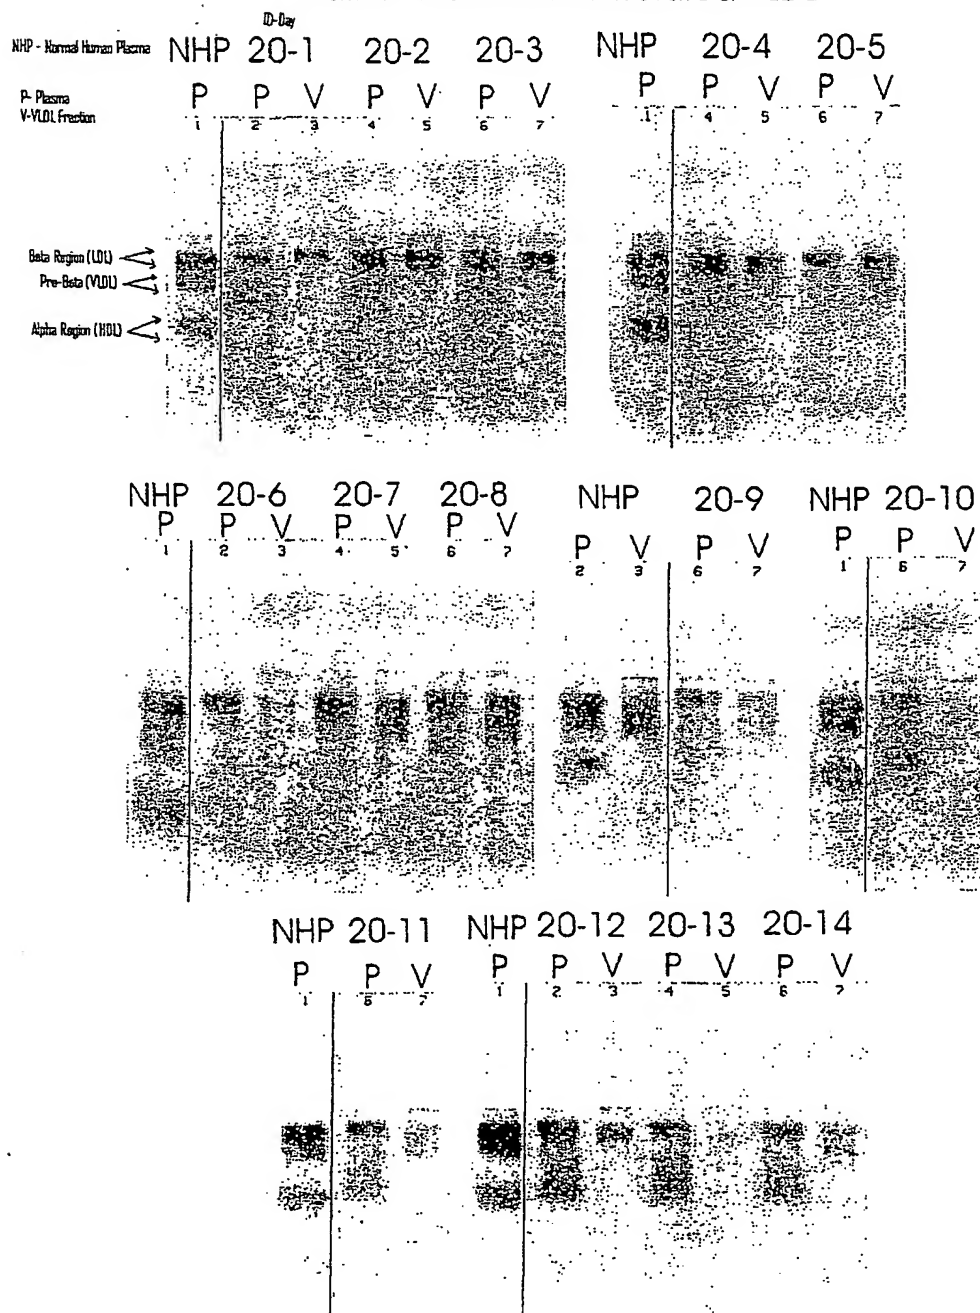 ID-Day
NHP - Normal Human Plasma
NHP 20-1 20-2 20-3
P- Plasma
V-VLDL Fraction
P P V P V P V
1 2 3 4 5 6 7
Beta Region (LDL)
Pre-Beta (VLDL)
Alpha Region (HDL)
NHP 20-4 20-5
P P V P V
1 4 5 6 7
NHP 20-6 20-7 20-8
P P V P V P V
1 2 3 4 5 6 7
NHP 20-9
P V P V
2 3 6 7
NHP 20-10
P P V
1 6 7
NHP 20-11
P P V
1 6 7
NHP 20-12 20-13 20-14
P P V P V P V
1 2 3 4 5 6 7